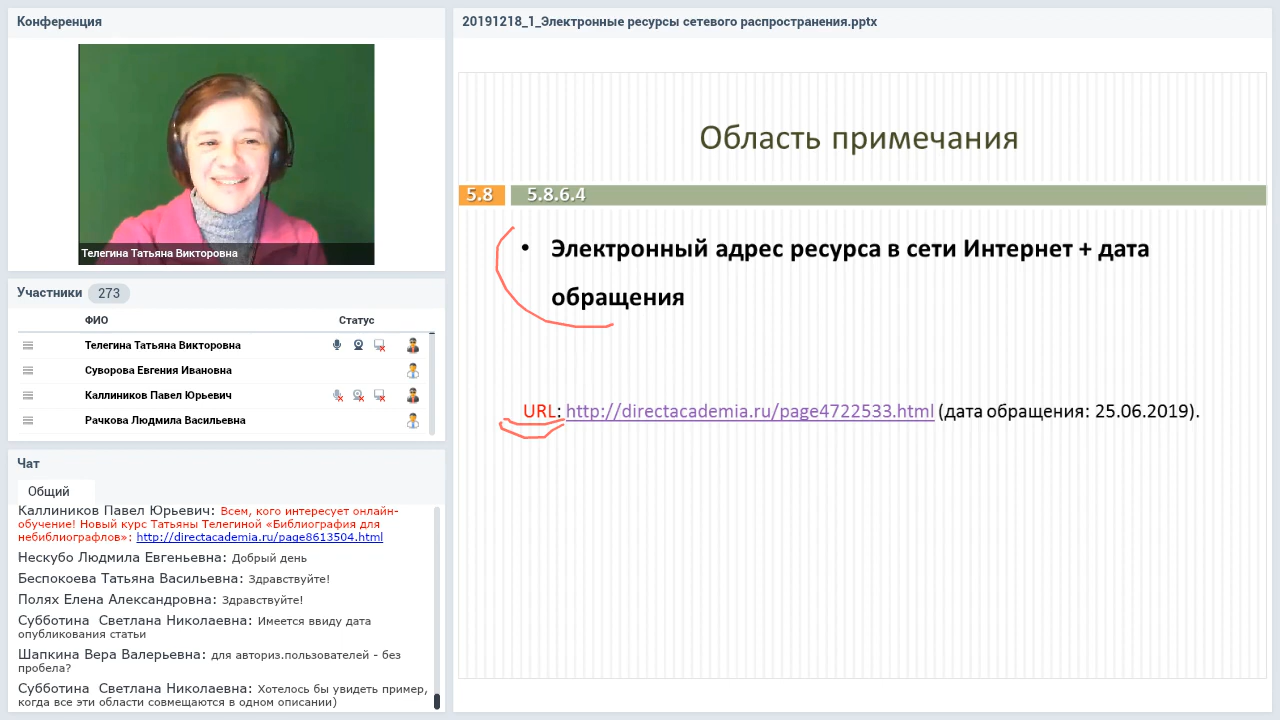 Конференция
Телегина Татьяна Викторовна
Участники 273
ФИО Статус
Телегина Татьяна Викторовна
Суворова Евгения Ивановна
Каллиников Павел Юрьевич
Рачкова Людмила Васильевна
Чат
Общий
Каллиников Павел Юрьевич: Всем, кого интересует онлайн-
обучение! Новый курс Татьяны Телегиной «Библиография для
небиблиографлов»: http://directacademia.ru/page8613504.html
Нескубо Людмила Евгеньевна: Добрый день
Беспокоева Татьяна Васильевна: Здравствуйте!
Полях Елена Александровна: Здравствуйте!
Субботина Светлана Николаевна: Имеется ввиду дата
опубликования статьи
Шапкина Вера Валерьевна: для авториз.пользователей - без
пробела?
Субботина Светлана Николаевна: Хотелось бы увидеть пример,
когда все эти области совмещаются в одном описании)
20191218_1_Электронные ресурсы сетевого распространения.pptx
Область примечания
5.8 5.8.6.4
• Электронный адрес ресурса в сети Интернет + дата
обращения
URL: http://directacademia.ru/page4722533.html (дата обращения: 25.06.2019).